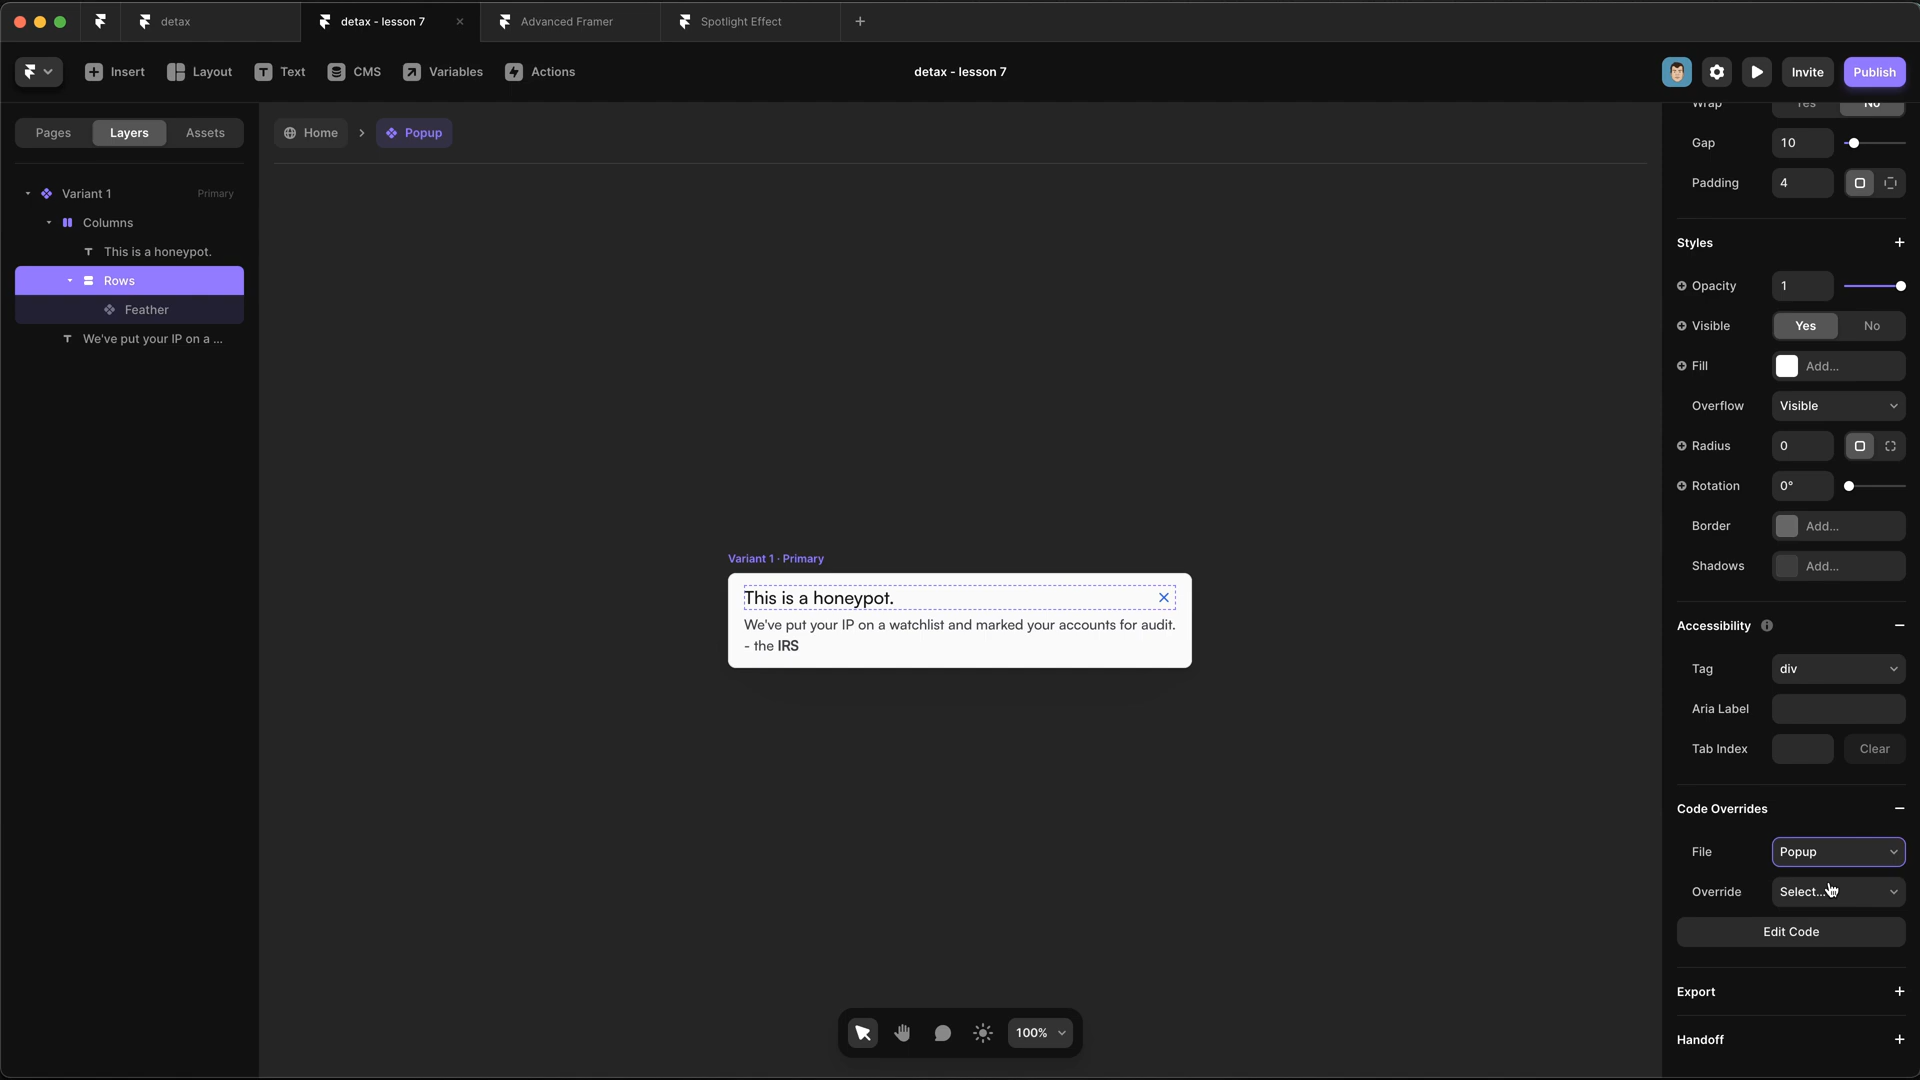 detax
detax - lesson 7
Advanced Framer
Spotlight Effect
Insert
Layout
Text
CMS
Variables
Actions
detax - lesson 7
Invite
Publish
Pages
Layers
Assets
Home
Popup
Variant 1
Primary
Columns
This is a honeypot.
Rows
Feather
We've put your IP on a ...
Variant 1 · Primary
This is a honeypot.
We've put your IP on a watchlist and marked your accounts for audit.
- the IRS
100%
Wrap
Yes
No
Gap
10
Padding
4
Styles
Opacity
1
Visible
Yes
No
Fill
Add...
Overflow
Visible
Radius
0
Rotation
0°
Border
Add...
Shadows
Add...
Accessibility
Tag
div
Aria Label
Tab Index
Clear
Code Overrides
File
Popup
Override
Select...
Edit Code
Export
Handoff